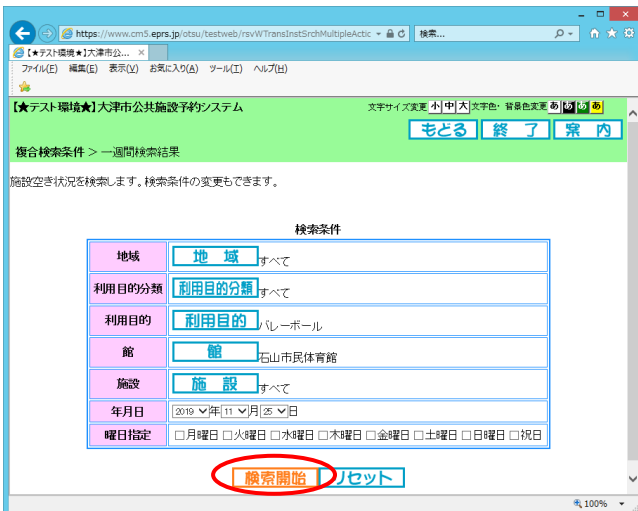 https://www.cm5.eprs.jp/otsu/testweb/rsvWTransInstSrchMultipleActic 検索...
【★テスト環境★】大津市公... ×
ファイル(F) 編集(E) 表示(V) お気に入り(A) ツール(T) ヘルプ(H)
【★テスト環境★】大津市公共施設予約システム 文字サイズ変更 小 中 大 文字色・背景色変更 あ あ あ あ
もどる 終 了 案 内
複合検索条件 > 一週間検索結果
施設空き状況を検索します。検索条件の変更もできます。
検索条件
地域 地 域 すべて
利用目的分類 利用目的分類 すべて
利用目的 利用目的 バレーボール
館 館 石山市民体育館
施設 施 設 すべて
年月日 2019 年 11 月 25 日
曜日指定 □月曜日 □火曜日 □水曜日 □木曜日 □金曜日 □土曜日 □日曜日 □祝日
検索開始 リセット
100%